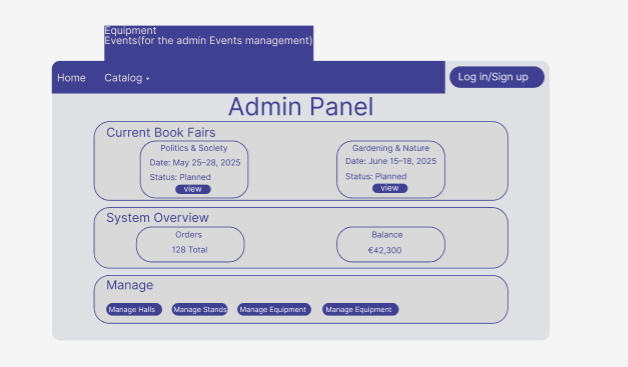 Equipment
Events(for the admin Events management)
Home Catalog Log in/Sign up
Admin Panel
Current Book Fairs
Politics & Society
Date: May 25–28, 2025
Status: Planned
view
Gardening & Nature
Date: June 15–18, 2025
Status: Planned
view
System Overview
Orders
128 Total
Balance
€42,300
Manage
Manage Halls Manage Stands Manage Equipment Manage Equipment